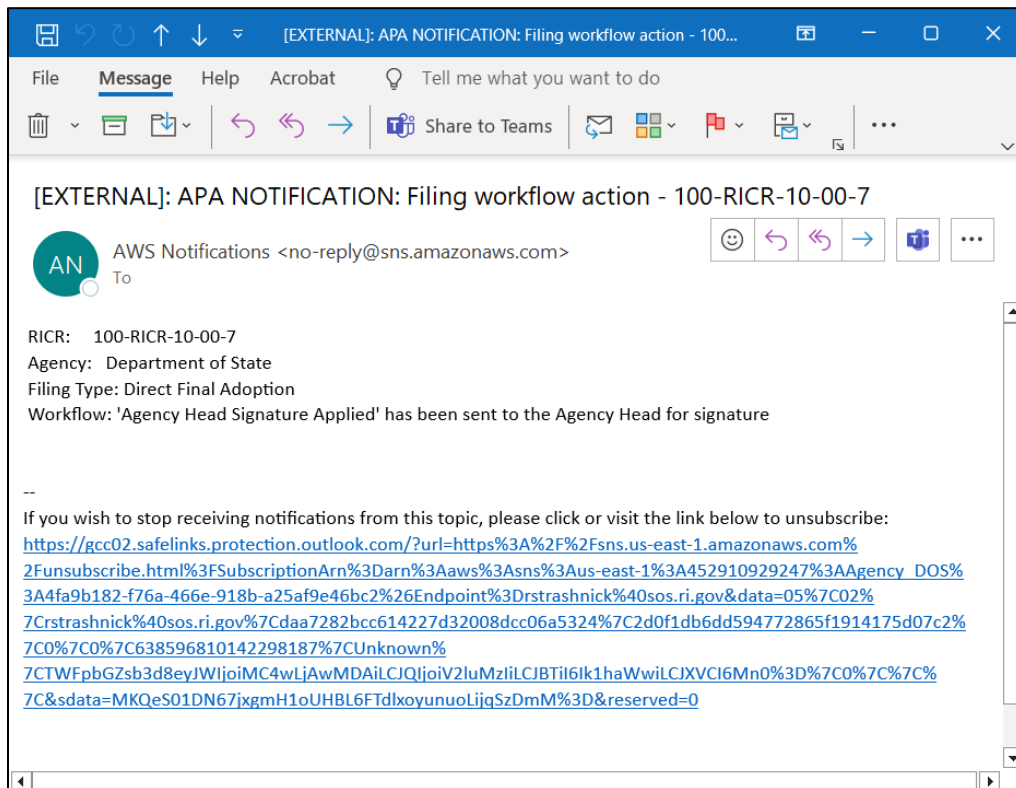 [EXTERNAL]: APA NOTIFICATION: Filing workflow action - 100...
File Message Help Acrobat Tell me what you want to do
Share to Teams
[EXTERNAL]: APA NOTIFICATION: Filing workflow action - 100-RICR-10-00-7
AN
AWS Notifications <no-reply@sns.amazonaws.com>
To
RICR: 100-RICR-10-00-7
Agency: Department of State
Filing Type: Direct Final Adoption
Workflow: 'Agency Head Signature Applied' has been sent to the Agency Head for signature
--
If you wish to stop receiving notifications from this topic, please click or visit the link below to unsubscribe:
https://gcc02.safelinks.protection.outlook.com/?url=https%3A%2F%2Fsns.us-east-1.amazonaws.com%
2Funsubscribe.html%3FSubscriptionArn%3Darn%3Aaws%3Asns%3Aus-east-1%3A452910929247%3AAgency_DOS%
3A4fa9b182-f76a-466e-918b-a25af9e46bc2%26Endpoint%3Drstrashnick%40sos.ri.gov&data=05%7C02%
7Crstrashnick%40sos.ri.gov%7Cdaa7282bcc614227d32008dcc06a5324%7C2d0f1db6dd594772865f1914175d07c2%
7C0%7C0%7C638596810142298187%7CUnknown%
7CTWFpbGZsb3d8eyJWIjoiMC4wLjAwMDAiLCJQIjoiV2luMzIiLCJBTiI6Ik1haWwiLCJXVCI6Mn0%3D%7C0%7C%7C%
7C&sdata=MKQeS01DN67jxgmH1oUHBL6FTdlxoyunuoLijqSzDmM%3D&reserved=0